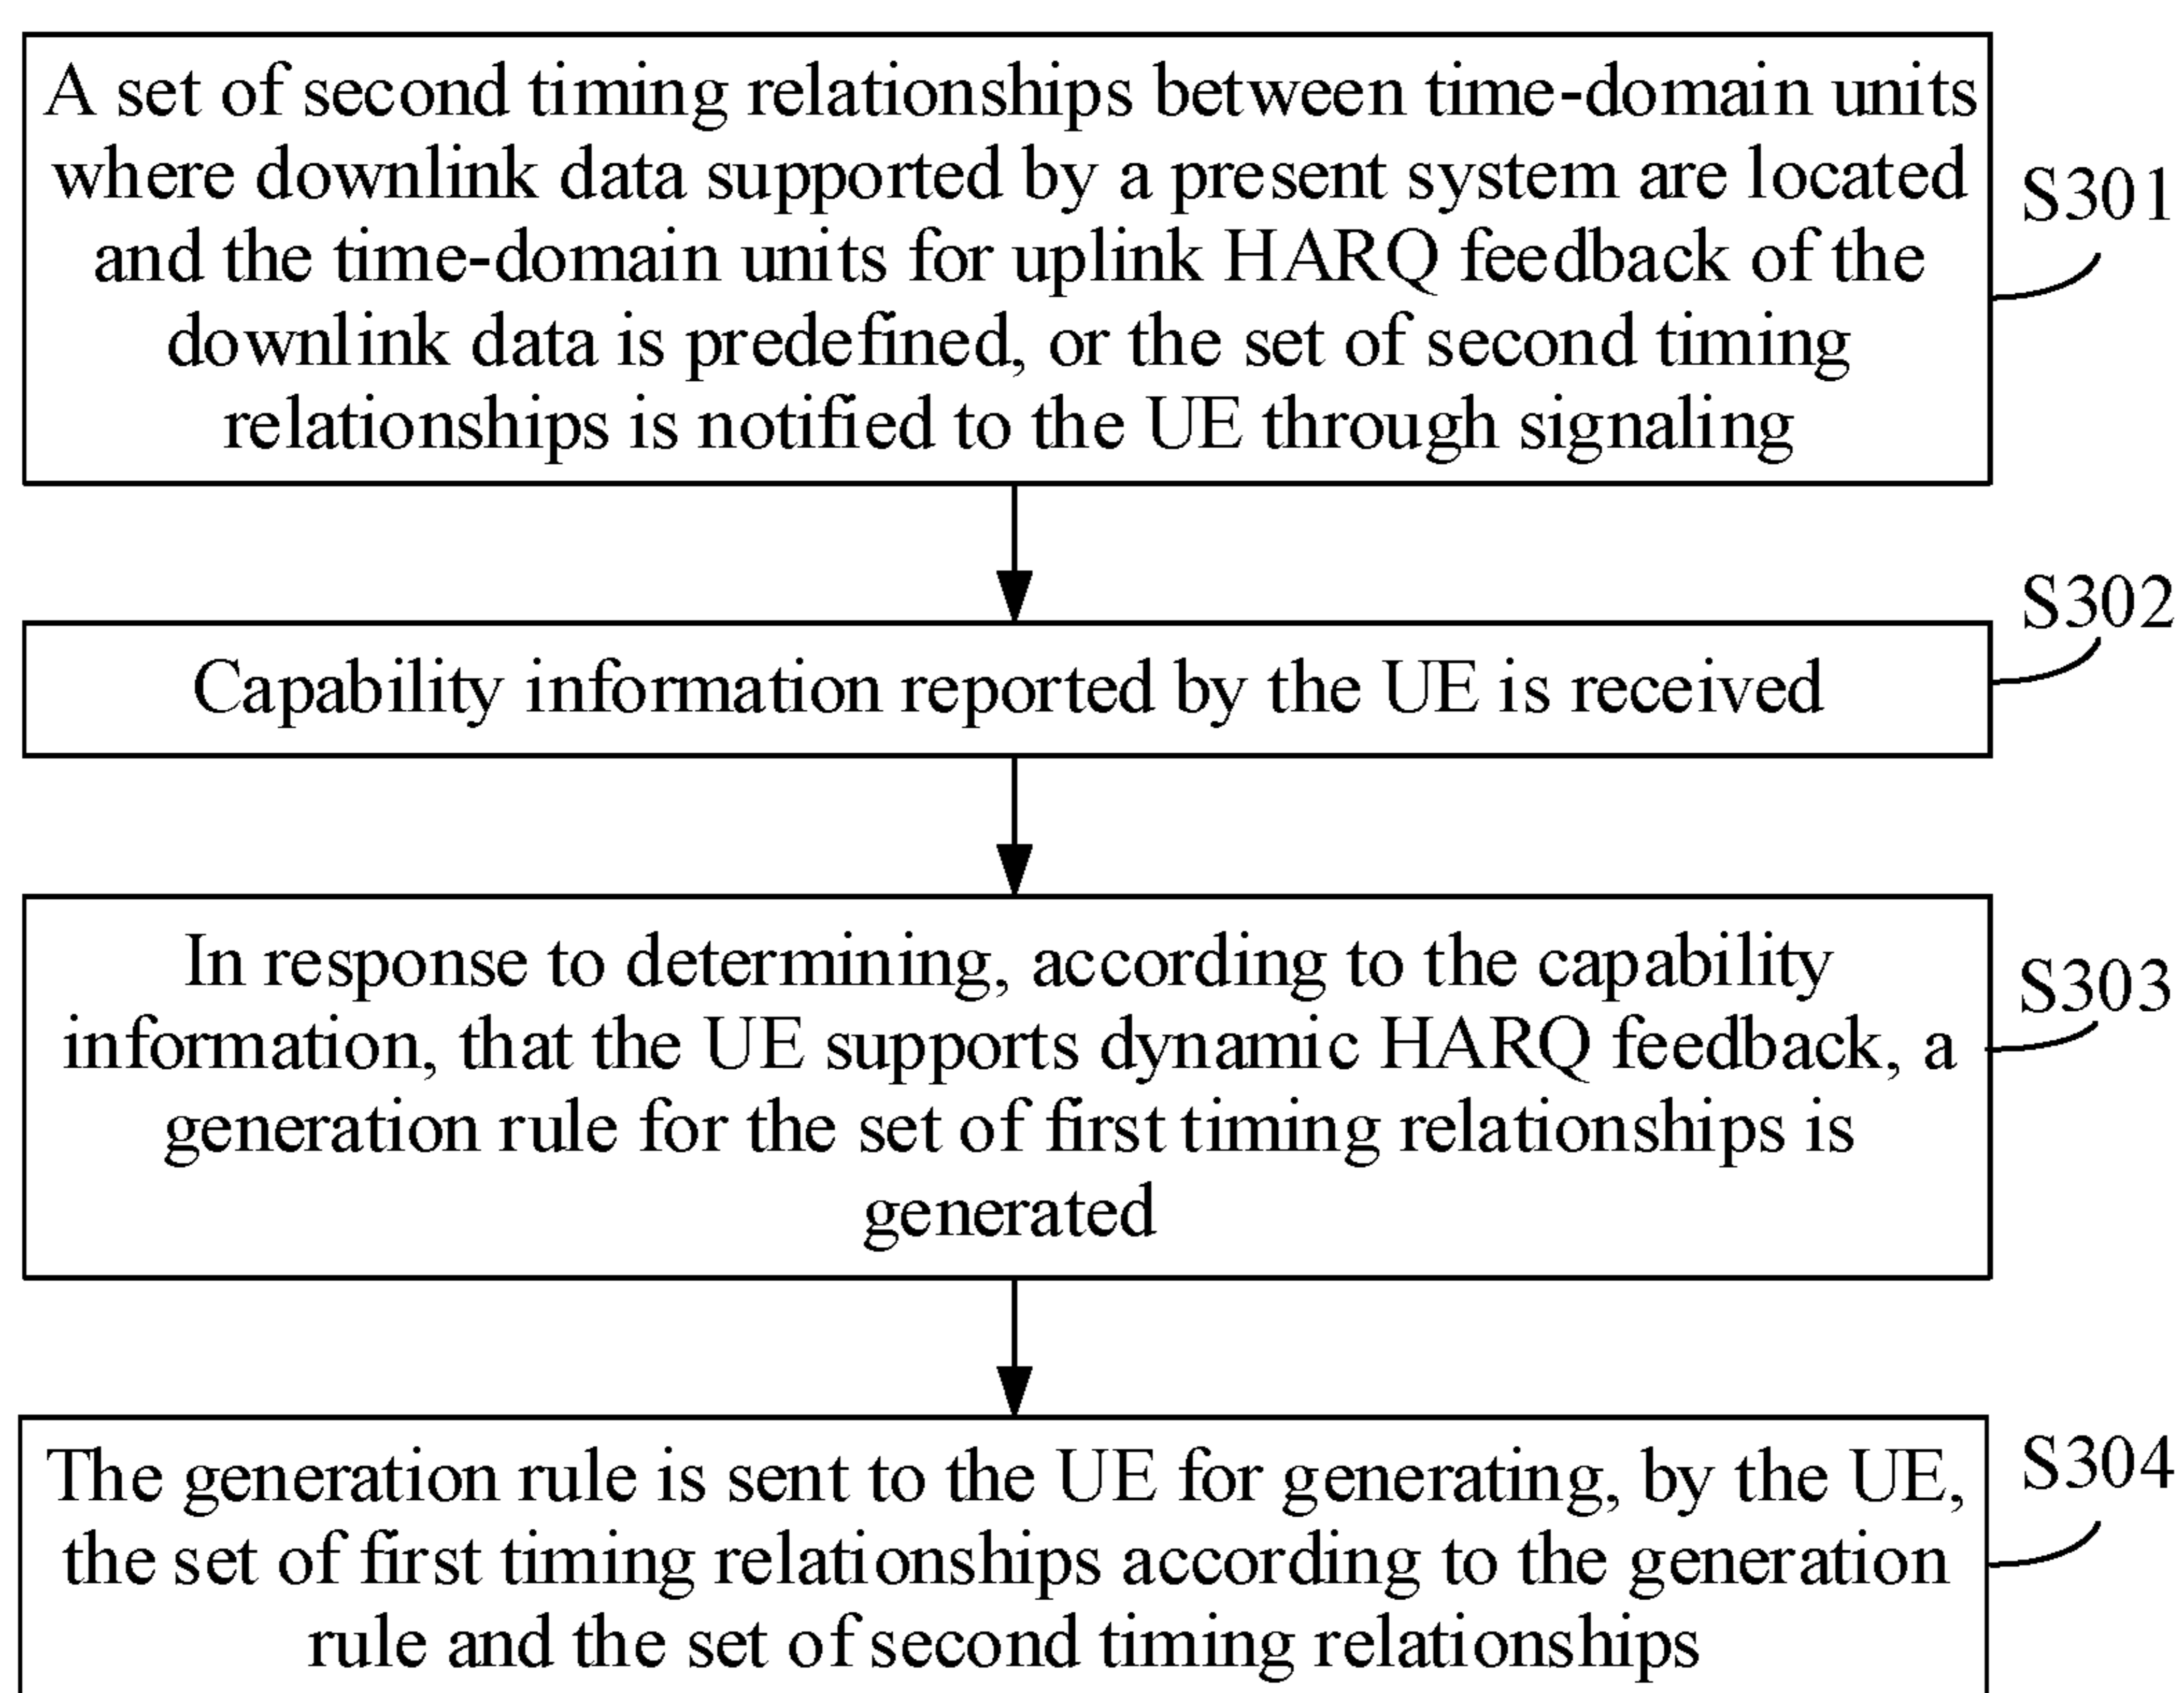 A set of second timing relationships between time-domain units
where downlink data supported by a present system are located
and the time-domain units for uplink HARQ feedback of the
downlink data is predefined, or the set of second timing
relationships is notified to the UE through signaling
S301
S302
Capability information reported by the UE is received
In response to determining, according to the capability
information, that the UE supports dynamic HARQ feedback, a
generation rule for the set of first timing relationships is
generated
S303
The generation rule is sent to the UE for generating, by the UE,
the set of first timing relationships according to the generation
rule and the set of second timing relationships
S304